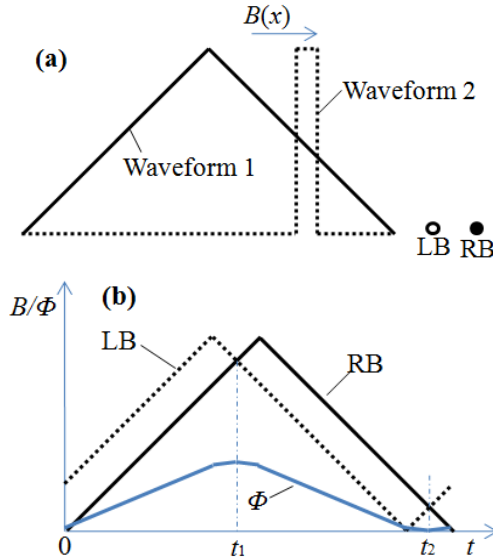 B(x)
(a)
Waveform 2
Waveform 1
LB
RB
(b)
B/Φ
LB
RB
Φ
0
t₁
t₂
t